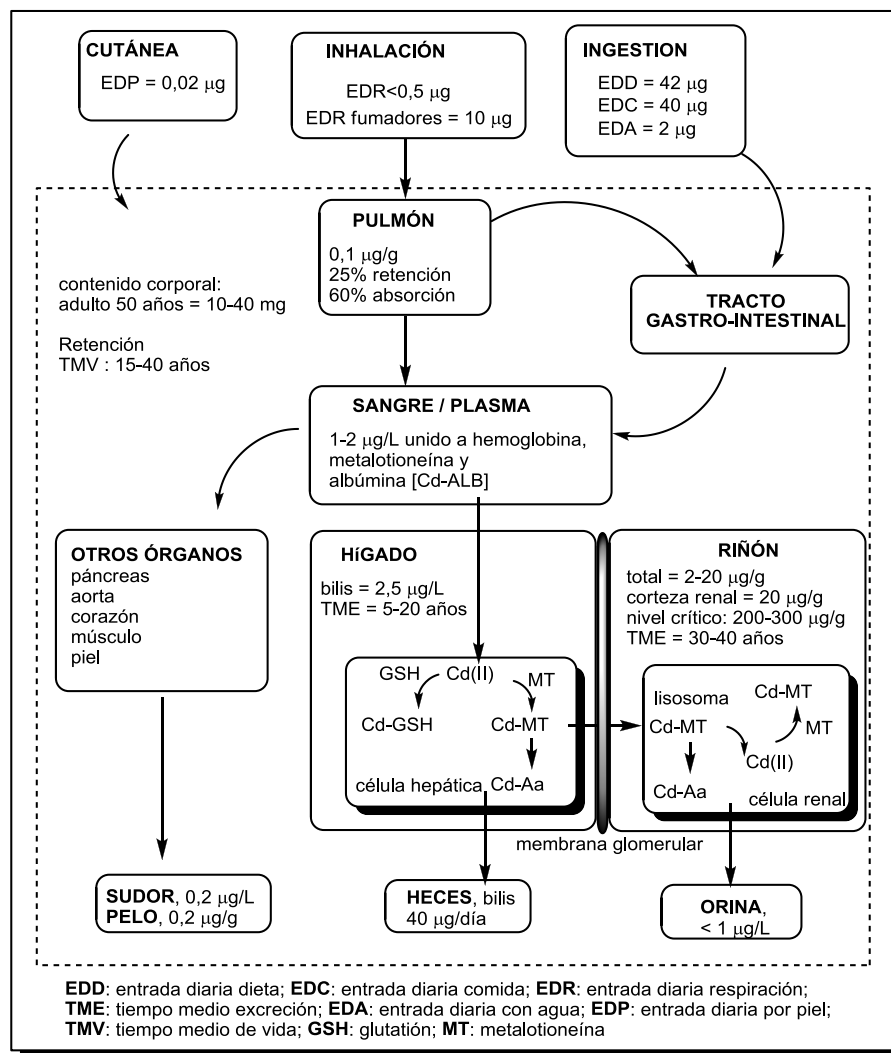 CUTÁNEA
EDP = 0,02 μg
INHALACIÓN
EDR<0,5 μg
EDR fumadores = 10 μg
INGESTION
EDD = 42 μg
EDC = 40 μg
EDA = 2 μg
PULMÓN
0,1 μg/g
25% retención
60% absorción
contenido corporal:
adulto 50 años = 10-40 mg
Retención
TMV : 15-40 años
TRACTO
GASTRO-INTESTINAL
SANGRE / PLASMA
1-2 μg/L unido a hemoglobina,
metalotioneína y
albúmina [Cd-ALB]
OTROS ÓRGANOS
páncreas
aorta
corazón
músculo
piel
HíGADO
bilis = 2,5 μg/L
TME = 5-20 años
GSH
Cd(II)
MT
Cd-GSH
Cd-MT
célula hepática
Cd-Aa
RIÑÓN
total = 2-20 μg/g
corteza renal = 20 μg/g
nivel crítico: 200-300 μg/g
TME = 30-40 años
lisosoma
Cd-MT
Cd-MT
MT
Cd(II)
Cd-Aa
célula renal
membrana glomerular
SUDOR, 0,2 μg/L
PELO, 0,2 μg/g
HECES, bilis
40 μg/día
ORINA,
< 1 μg/L
EDD: entrada diaria dieta; EDC: entrada diaria comida; EDR: entrada diaria respiración;
TME: tiempo medio excreción; EDA: entrada diaria con agua; EDP: entrada diaria por piel;
TMV: tiempo medio de vida; GSH: glutatión; MT: metalotioneína